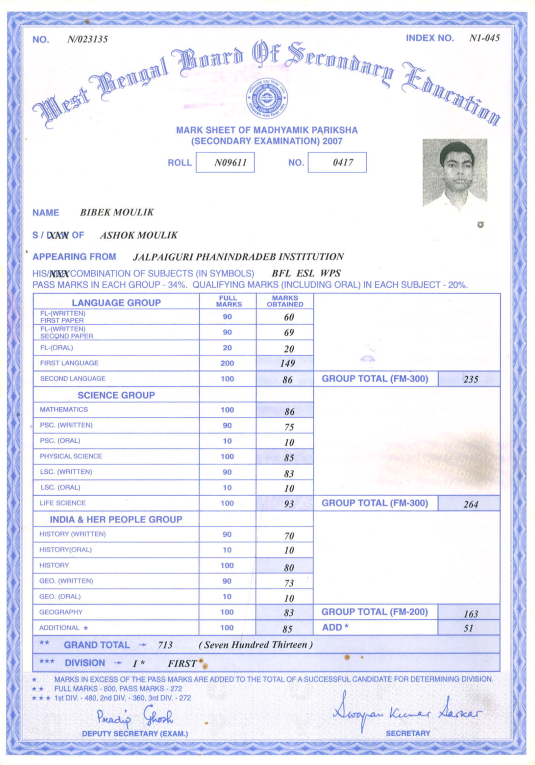 NO. N/023135 INDEX NO. N1-045
West Bengal Board Of Secondary Education
MARK SHEET OF MADHYAMIK PARIKSHA
(SECONDARY EXAMINATION) 2007
ROLL N09611 NO. 0417
NAME BIBEK MOULIK
S / OF ASHOK MOULIK
APPEARING FROM JALPAIGURI PHANINDRADEB INSTITUTION
HIS/ COMBINATION OF SUBJECTS (IN SYMBOLS) BFL ESL WPS
PASS MARKS IN EACH GROUP - 34%. QUALIFYING MARKS (INCLUDING ORAL) IN EACH SUBJECT - 20%.
LANGUAGE GROUP FULL MARKS MARKS OBTAINED
FL-(WRITTEN) FIRST PAPER 90 60
FL-(WRITTEN) SECOND PAPER 90 69
FL-(ORAL) 20 20
FIRST LANGUAGE 200 149
SECOND LANGUAGE 100 86 GROUP TOTAL (FM-300) 235
SCIENCE GROUP
MATHEMATICS 100 86
PSC. (WRITTEN) 90 75
PSC. (ORAL) 10 10
PHYSICAL SCIENCE 100 85
LSC. (WRITTEN) 90 83
LSC. (ORAL) 10 10
LIFE SCIENCE 100 93 GROUP TOTAL (FM-300) 264
INDIA & HER PEOPLE GROUP
HISTORY (WRITTEN) 90 70
HISTORY(ORAL) 10 10
HISTORY 100 80
GEO. (WRITTEN) 90 73
GEO. (ORAL) 10 10
GEOGRAPHY 100 83 GROUP TOTAL (FM-200) 163
ADDITIONAL * 100 85 ADD * 51
** GRAND TOTAL → 713 ( Seven Hundred Thirteen )
*** DIVISION → I * FIRST *
* MARKS IN EXCESS OF THE PASS MARKS ARE ADDED TO THE TOTAL OF A SUCCESSFUL CANDIDATE FOR DETERMINING DIVISION.
** FULL MARKS - 800, PASS MARKS - 272
*** 1st DIV. - 480, 2nd DIV. - 360, 3rd DIV. - 272
Pradip Ghosh Swapan Kumar Sarkar
DEPUTY SECRETARY (EXAM.) SECRETARY